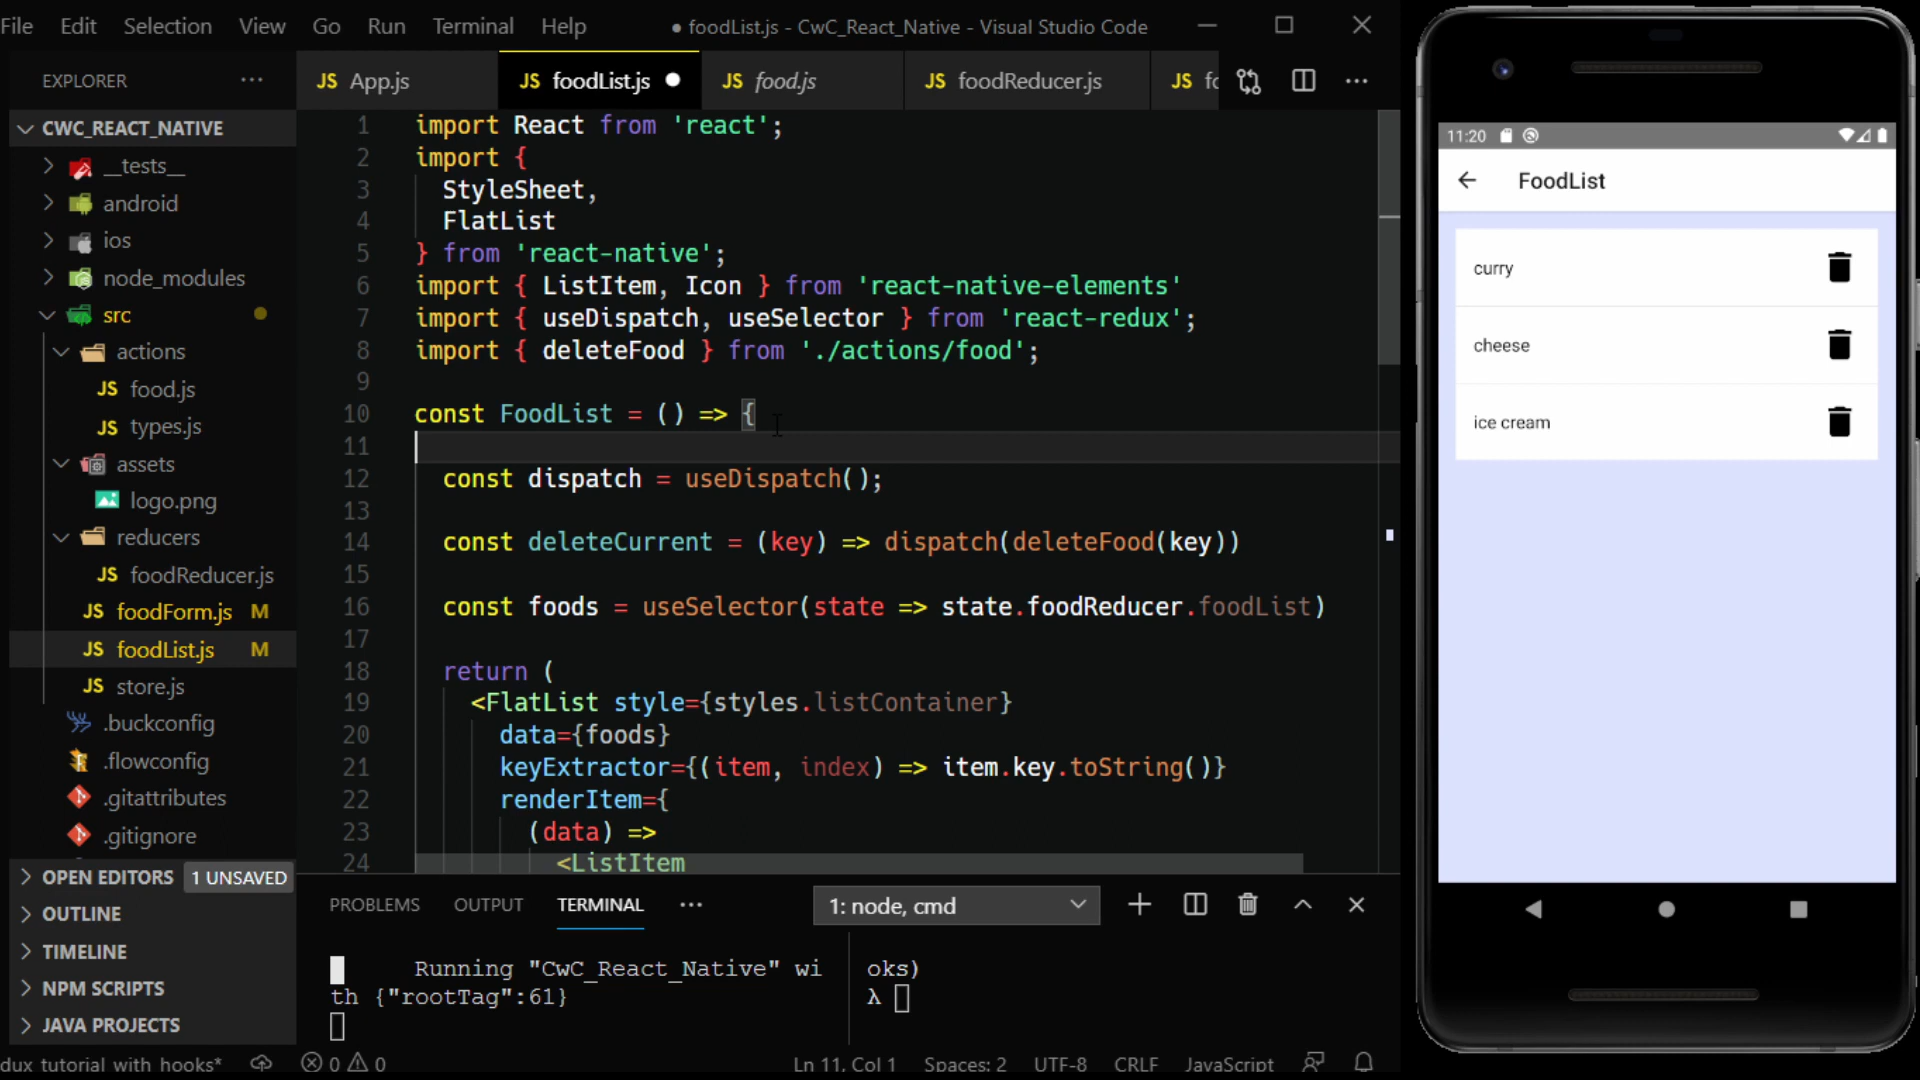 File Edit Selection View Go Run Terminal Help ● foodList.js - CwC_React_Native - Visual Studio Code
EXPLORER
JS App.js JS foodList.js JS food.js JS foodReducer.js JS fo
CWC_REACT_NATIVE
__tests__
android
ios
node_modules
src
actions
JS food.js
JS types.js
assets
logo.png
reducers
JS foodReducer.js
JS foodForm.js M
JS foodList.js M
JS store.js
.buckconfig
.flowconfig
.gitattributes
.gitignore
OPEN EDITORS 1 UNSAVED
OUTLINE
TIMELINE
NPM SCRIPTS
JAVA PROJECTS
1 import React from 'react';
2 import {
3 StyleSheet,
4 FlatList
5 } from 'react-native';
6 import { ListItem, Icon } from 'react-native-elements'
7 import { useDispatch, useSelector } from 'react-redux';
8 import { deleteFood } from './actions/food';
9
10 const FoodList = () => {
11
12 const dispatch = useDispatch();
13
14 const deleteCurrent = (key) => dispatch(deleteFood(key))
15
16 const foods = useSelector(state => state.foodReducer.foodList)
17
18 return (
19 <FlatList style={styles.listContainer}
20 data={foods}
21 keyExtractor={(item, index) => item.key.toString()}
22 renderItem={
23 (data) =>
24 <ListItem
PROBLEMS OUTPUT TERMINAL 1: node, cmd
Running "CwC_React_Native" wi
th {"rootTag":61}
oks)
λ
dux tutorial with hooks* 0 0 Ln 11, Col 1 Spaces: 2 UTF-8 CRLF JavaScript
11:20
FoodList
curry
cheese
ice cream